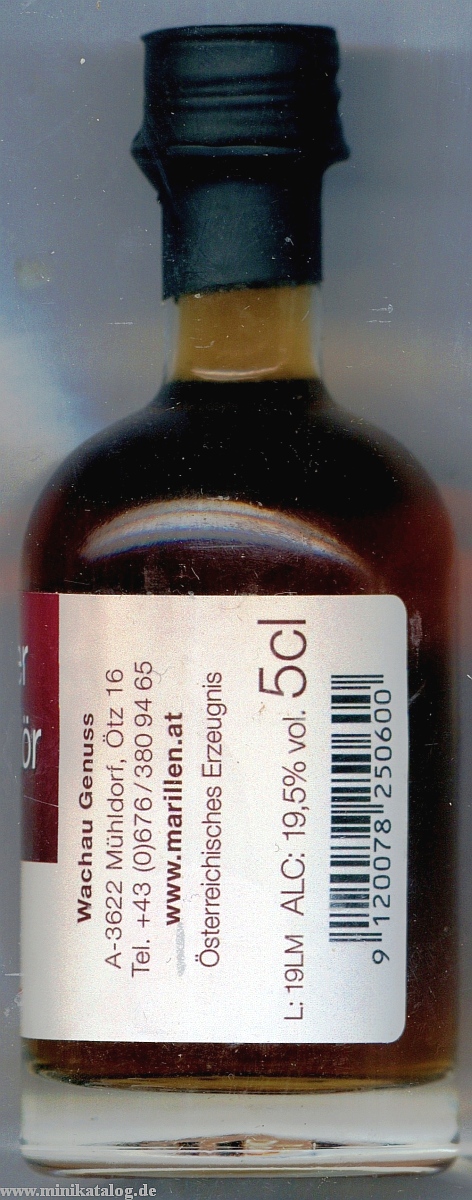 er
ör
Wachau Genuss
A-3622 Mühldorf, Ötz 16
Tel. +43 (0)676/380 94 65
www.marillen.at
Österreichisches Erzeugnis
L: 19LM ALC: 19,5% vol. 5cl
9 120078 250600
www.minikatalog.de